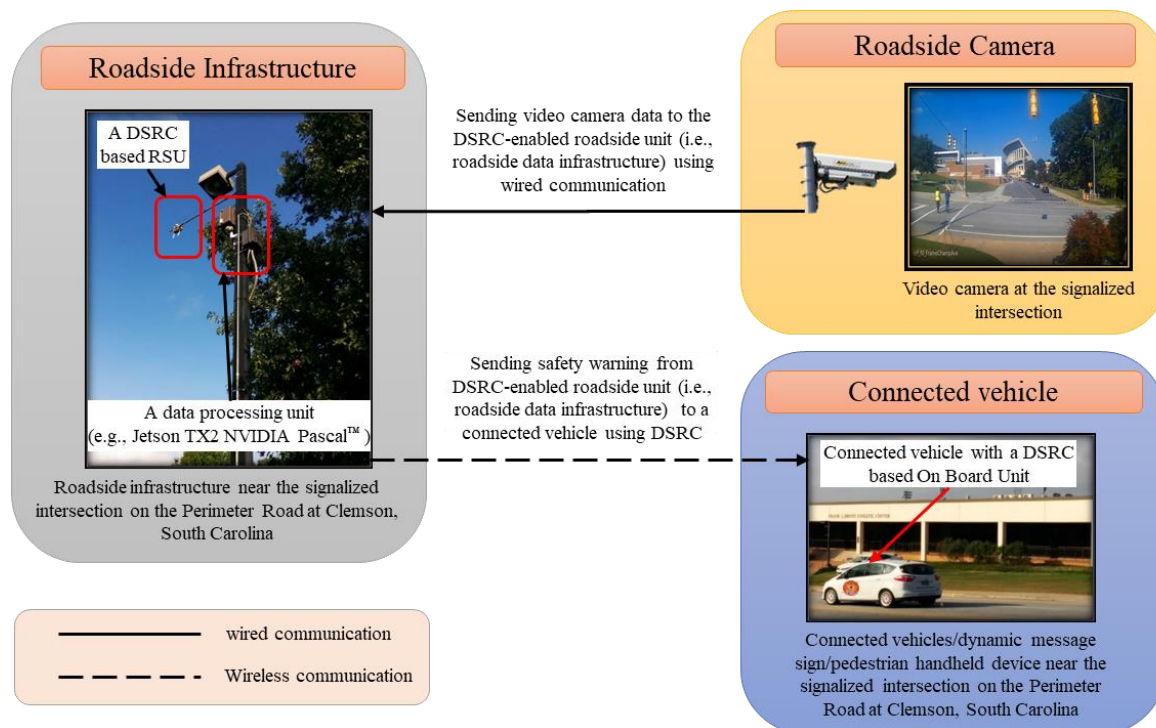 Roadside Infrastructure
A DSRC
based RSU
A data processing unit
(e.g., Jetson TX2 NVIDIA Pascal™ )
Roadside infrastructure near the signalized
intersection on the Perimeter Road at Clemson,
South Carolina
Sending video camera data to the
DSRC-enabled roadside unit (i.e.,
roadside data infrastructure) using
wired communication
Roadside Camera
Video camera at the signalized
intersection
Sending safety warning from
DSRC-enabled roadside unit (i.e.,
roadside data infrastructure) to a
connected vehicle using DSRC
Connected vehicle
Connected vehicle with a DSRC
based On Board Unit
Connected vehicles/dynamic message
sign/pedestrian handheld device near the
signalized intersection on the Perimeter
Road at Clemson, South Carolina
wired communication
Wireless communication